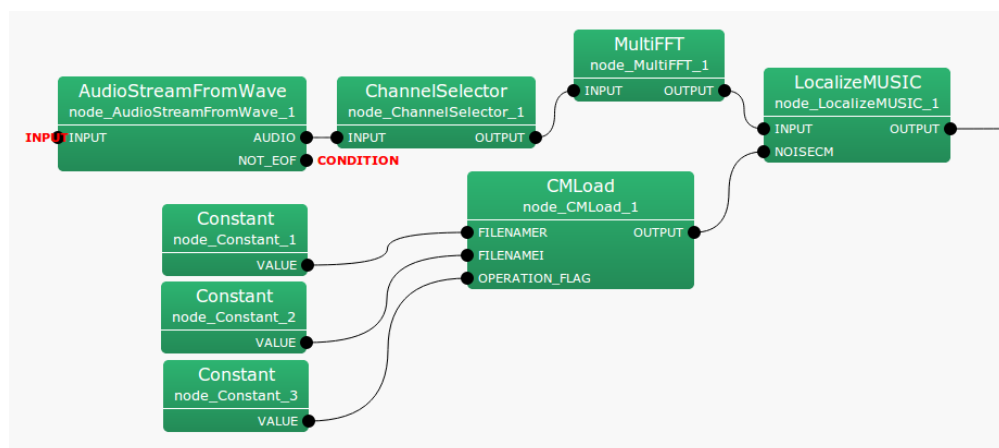 MultiFFT
node_MultiFFT_1
INPUT OUTPUT
AudioStreamFromWave
node_AudioStreamFromWave_1
INPUT INPUT AUDIO
NOT_EOF CONDITION
ChannelSelector
node_ChannelSelector_1
INPUT OUTPUT
LocalizeMUSIC
node_LocalizeMUSIC_1
INPUT OUTPUT
NOISECM
CMLoad
node_CMLoad_1
FILENAMER OUTPUT
FILENAMEI
OPERATION_FLAG
Constant
node_Constant_1
VALUE
Constant
node_Constant_2
VALUE
Constant
node_Constant_3
VALUE